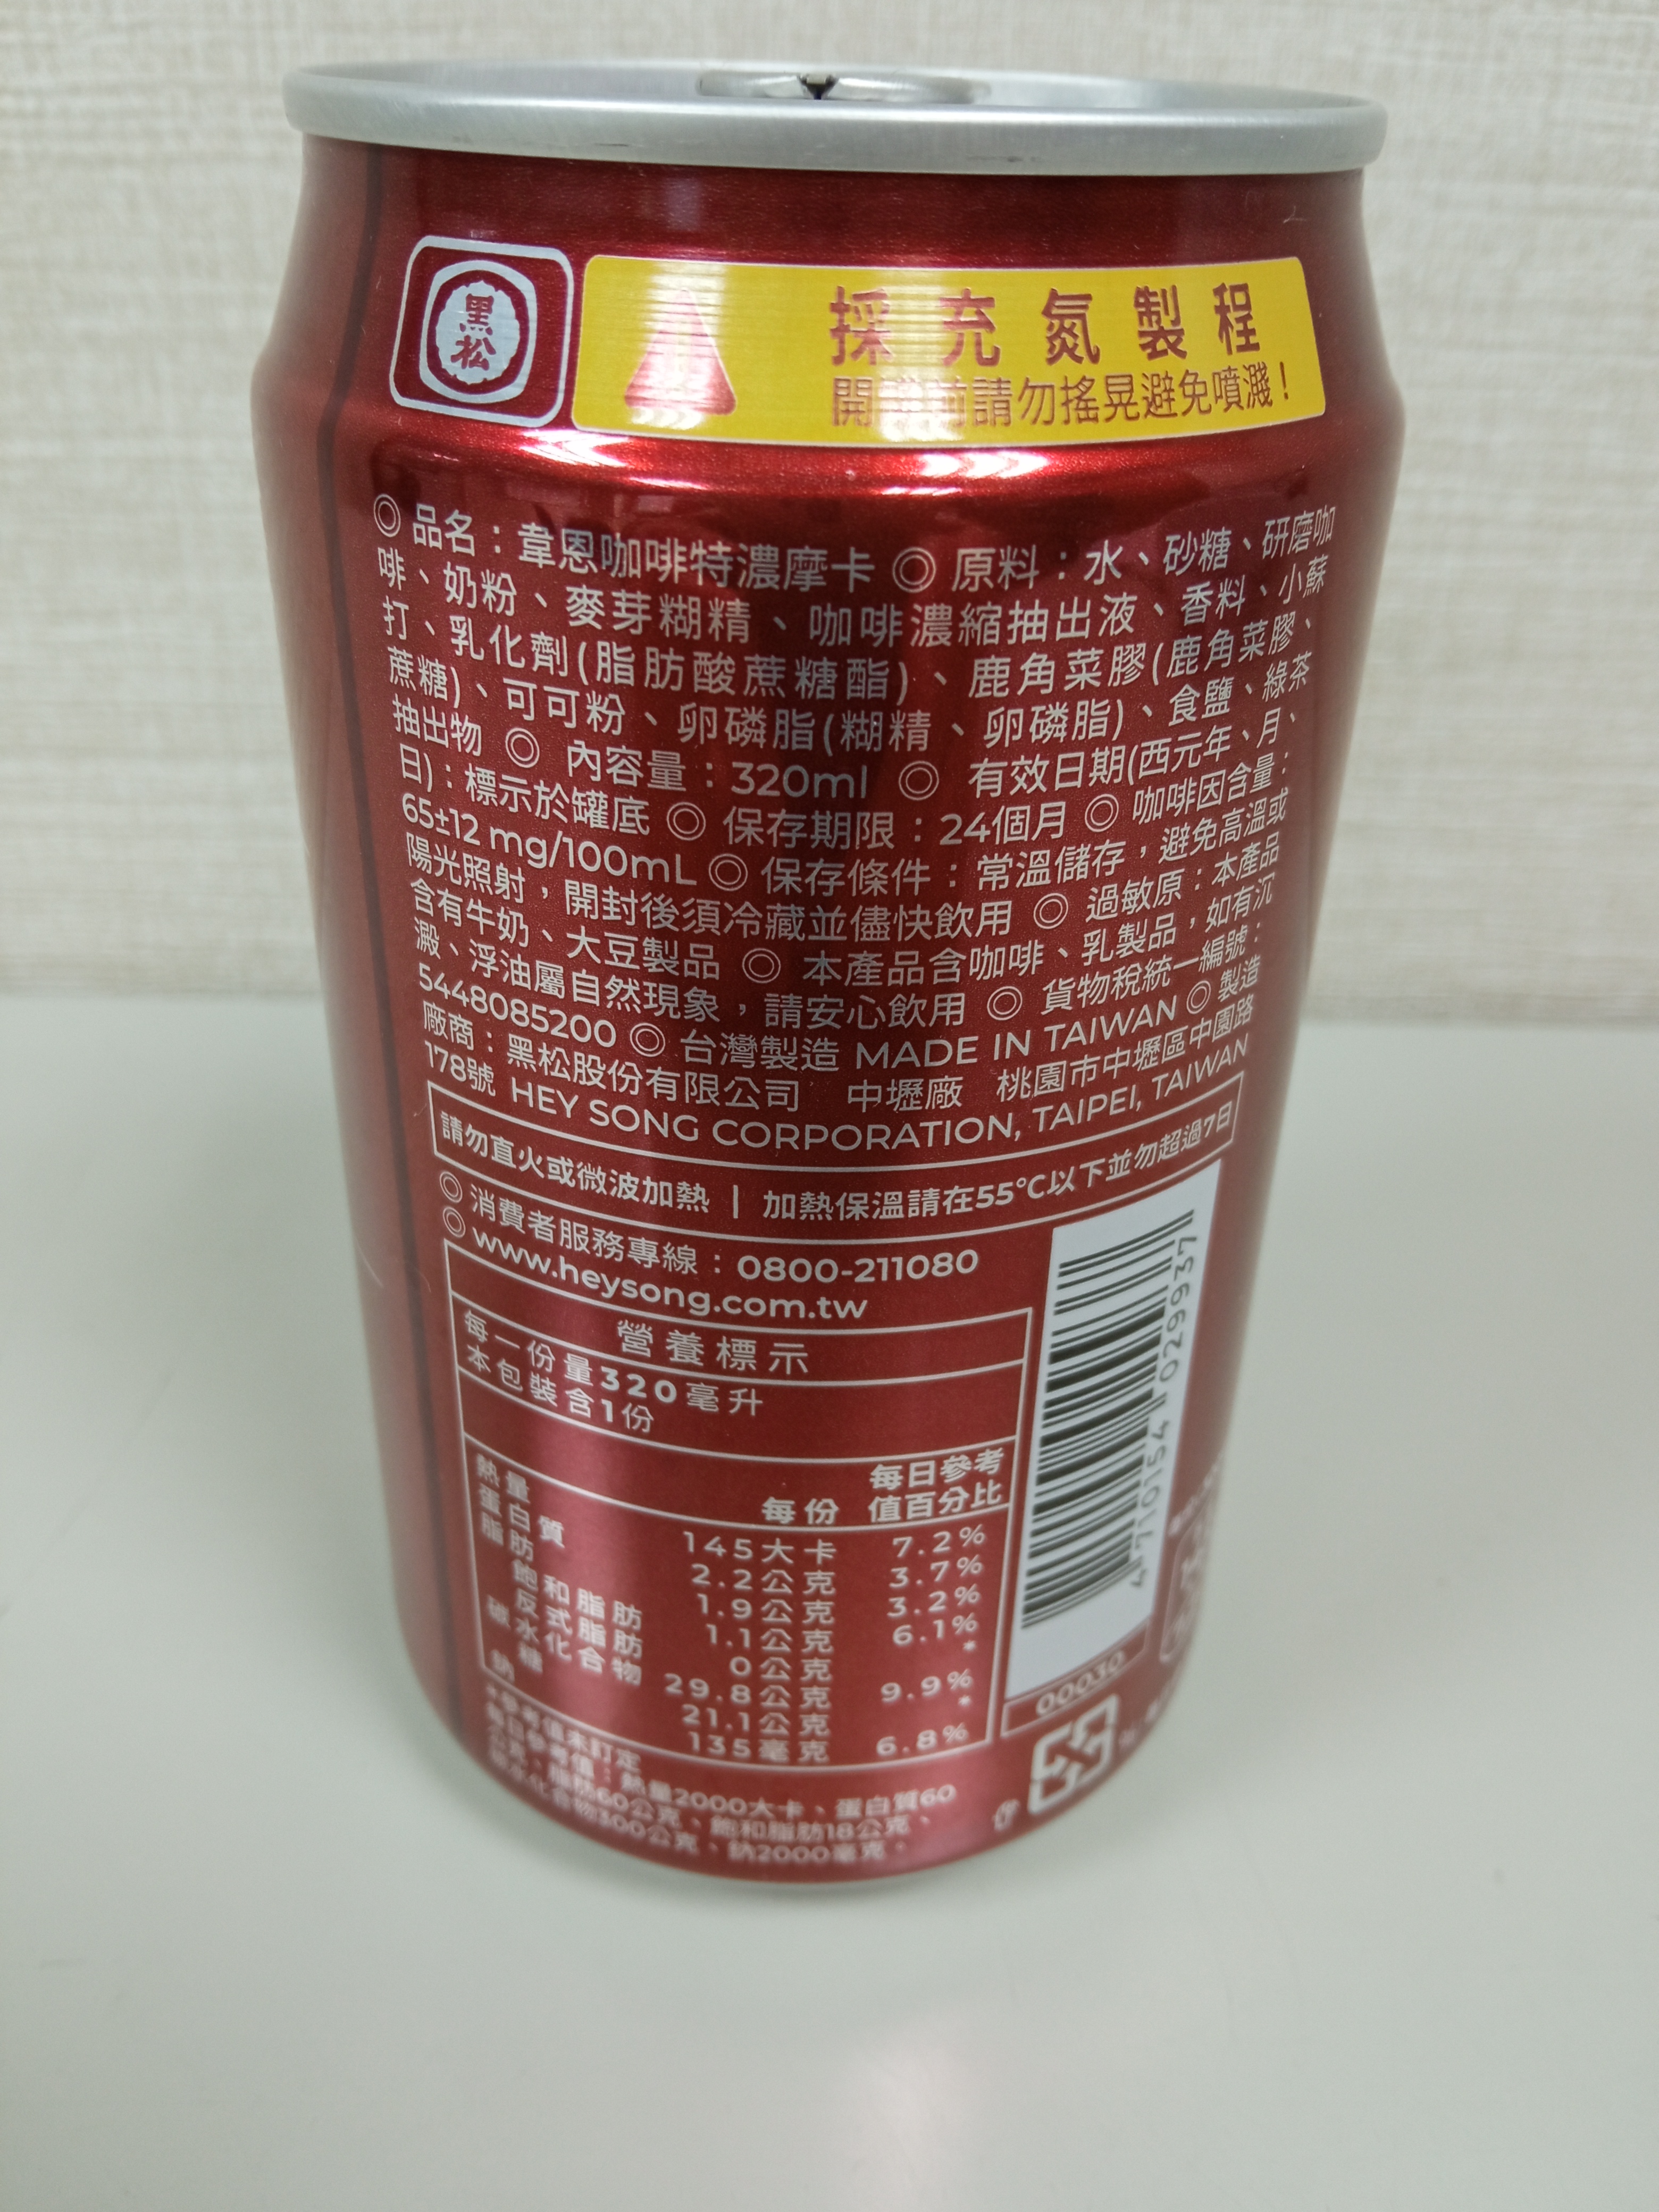 黑松
採充氮製程
開罐前請勿搖晃避免噴濺！
◎品名：韋恩咖啡特濃摩卡 ◎原料：水、砂糖、研磨咖
啡、奶粉、麥芽糊精、咖啡濃縮抽出液、香料、小蘇
打、乳化劑(脂肪酸蔗糖酯)、鹿角菜膠(鹿角菜膠、
蔗糖)、可可粉、卵磷脂(糊精、卵磷脂)、食鹽、綠茶
抽出物 ◎ 內容量：320ml ◎ 有效日期(西元年、月、
日)：標示於罐底 ◎ 保存期限：24個月 ◎ 咖啡因含量：
65±12 mg/100mL ◎ 保存條件：常溫儲存，避免高溫或
陽光照射，開封後須冷藏並儘快飲用 ◎ 過敏原：本產品
含有牛奶、大豆製品 ◎ 本產品含咖啡、乳製品，如有沉
澱、浮油屬自然現象，請安心飲用 ◎ 貨物稅統一編號：
5448085200 ◎ 台灣製造 MADE IN TAIWAN ◎ 製造
廠商：黑松股份有限公司 中壢廠 桃園市中壢區中園路
178號 HEY SONG CORPORATION, TAIPEI, TAIWAN
請勿直火或微波加熱 | 加熱保溫請在55°C以下並勿超過7日
◎ 消費者服務專線：0800-211080
◎ www.heysong.com.tw
營養標示
每一份量320毫升
本包裝含1份
每份 每日參考值百分比
熱量 145大卡 7.2%
蛋白質 2.2公克 3.7%
脂肪 1.9公克 3.2%
飽和脂肪 1.1公克 6.1%
反式脂肪 0公克 *
碳水化合物 29.8公克 9.9%
糖 21.1公克 *
鈉 135毫克 6.8%
*參考值未訂定
每日參考值：熱量2000大卡、蛋白質60
公克、脂肪60公克、飽和脂肪18公克、
碳水化合物300公克、鈉2000毫克。
4710154029937
00030